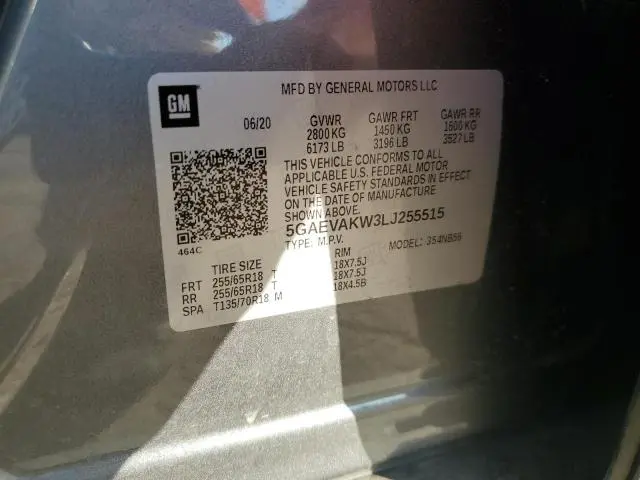 MFD BY GENERAL MOTORS LLC
GM
06/20 GVWR GAWR FRT GAWR RR
2800 KG 1450 KG 1600 KG
6173 LB 3196 LB 3527 LB
THIS VEHICLE CONFORMS TO ALL
APPLICABLE U.S. FEDERAL MOTOR
VEHICLE SAFETY STANDARDS IN EFFECT
ON THE DATE OF MANUFACTURE
SHOWN ABOVE.
5GAEVAKW3LJ255515
464C
TYPE: M.P.V. MODEL: 354NB56
TIRE SIZE RIM
FRT 255/65R18 T 18X7.5J
RR 255/65R18 T 18X7.5J
SPA T135/70R18 M 18X4.5B